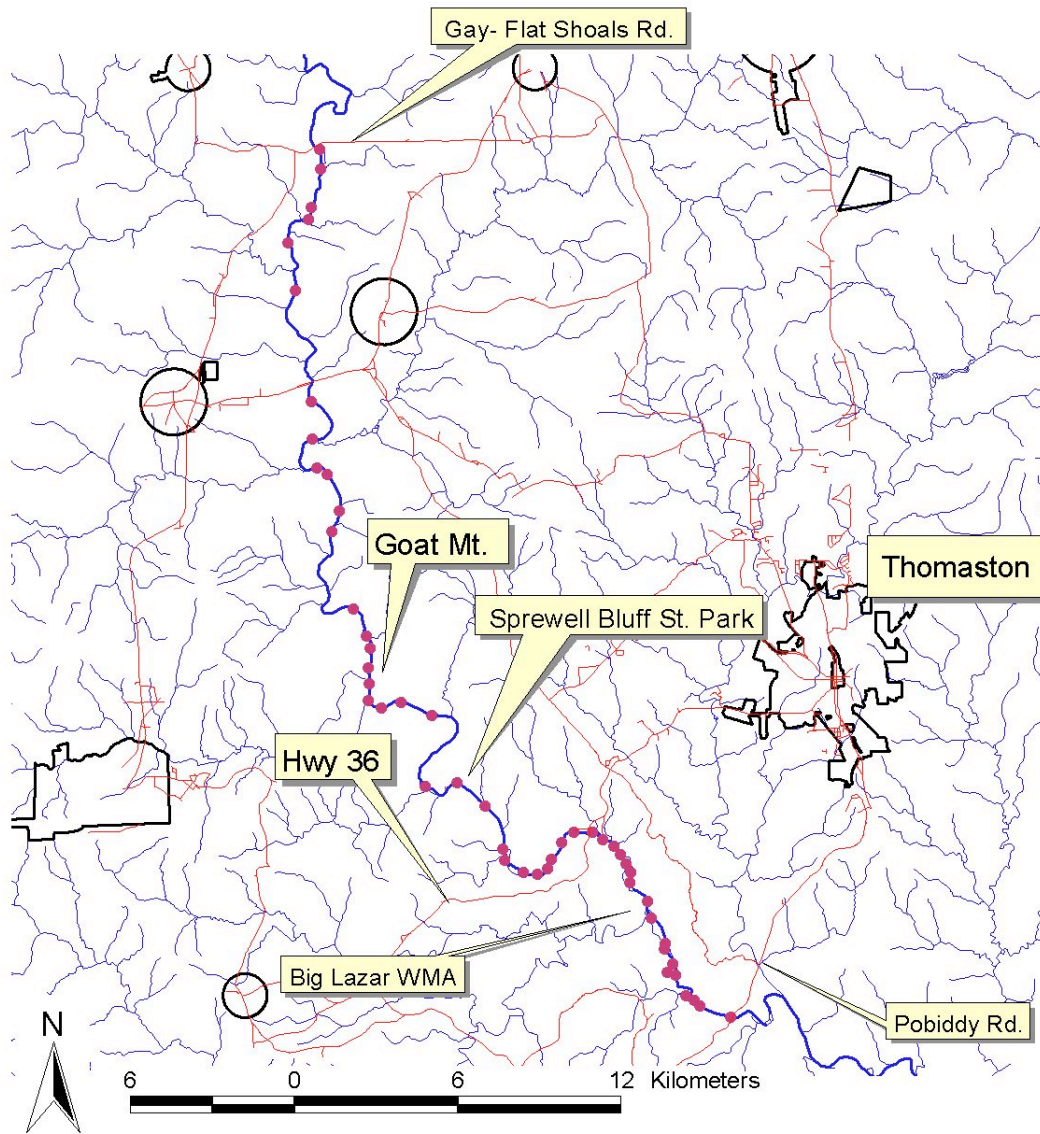 Gay- Flat Shoals Rd.
Goat Mt.
Thomaston
Sprewell Bluff St. Park
Hwy 36
Big Lazar WMA
Pobiddy Rd.
N
6 0 6 12 Kilometers